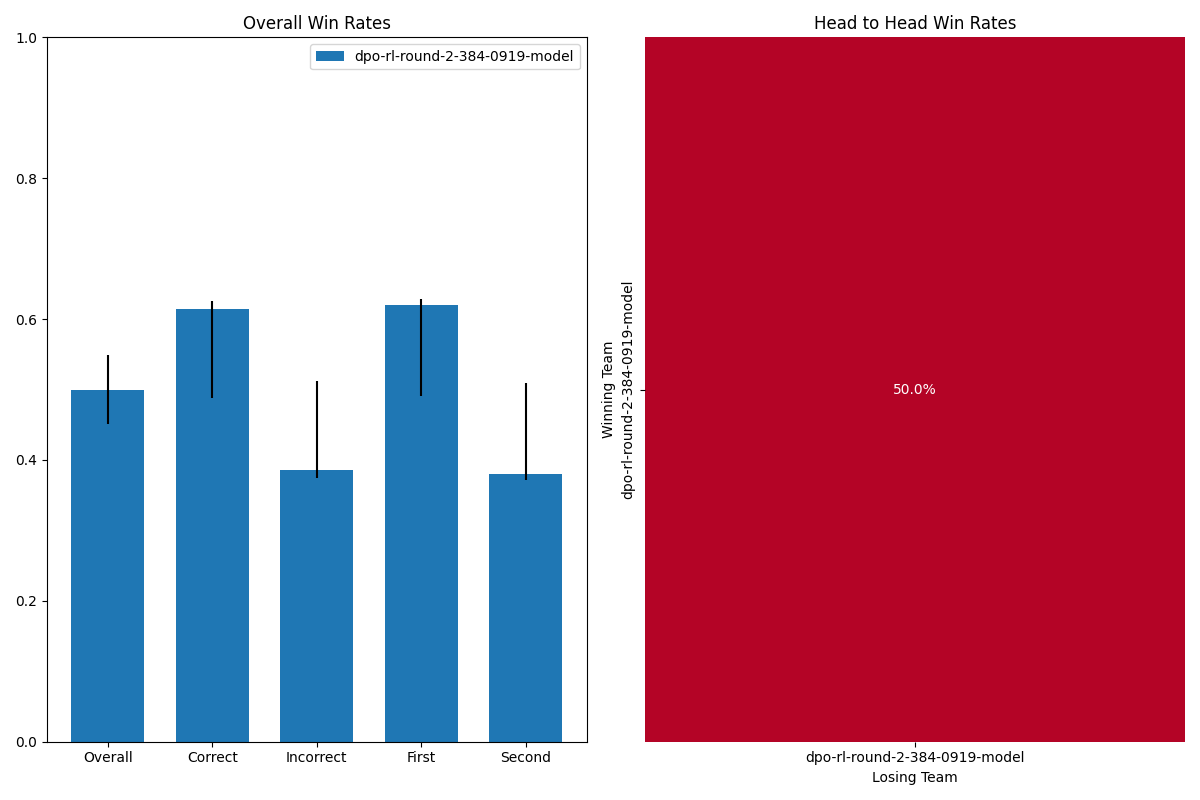 Overall Win Rates
1.0
0.8
0.6
0.4
0.2
0.0
dpo-rl-round-2-384-0919-model
Overall
Correct
Incorrect
First
Second
Head to Head Win Rates
Winning Team
dpo-rl-round-2-384-0919-model
50.0%
dpo-rl-round-2-384-0919-model
Losing Team